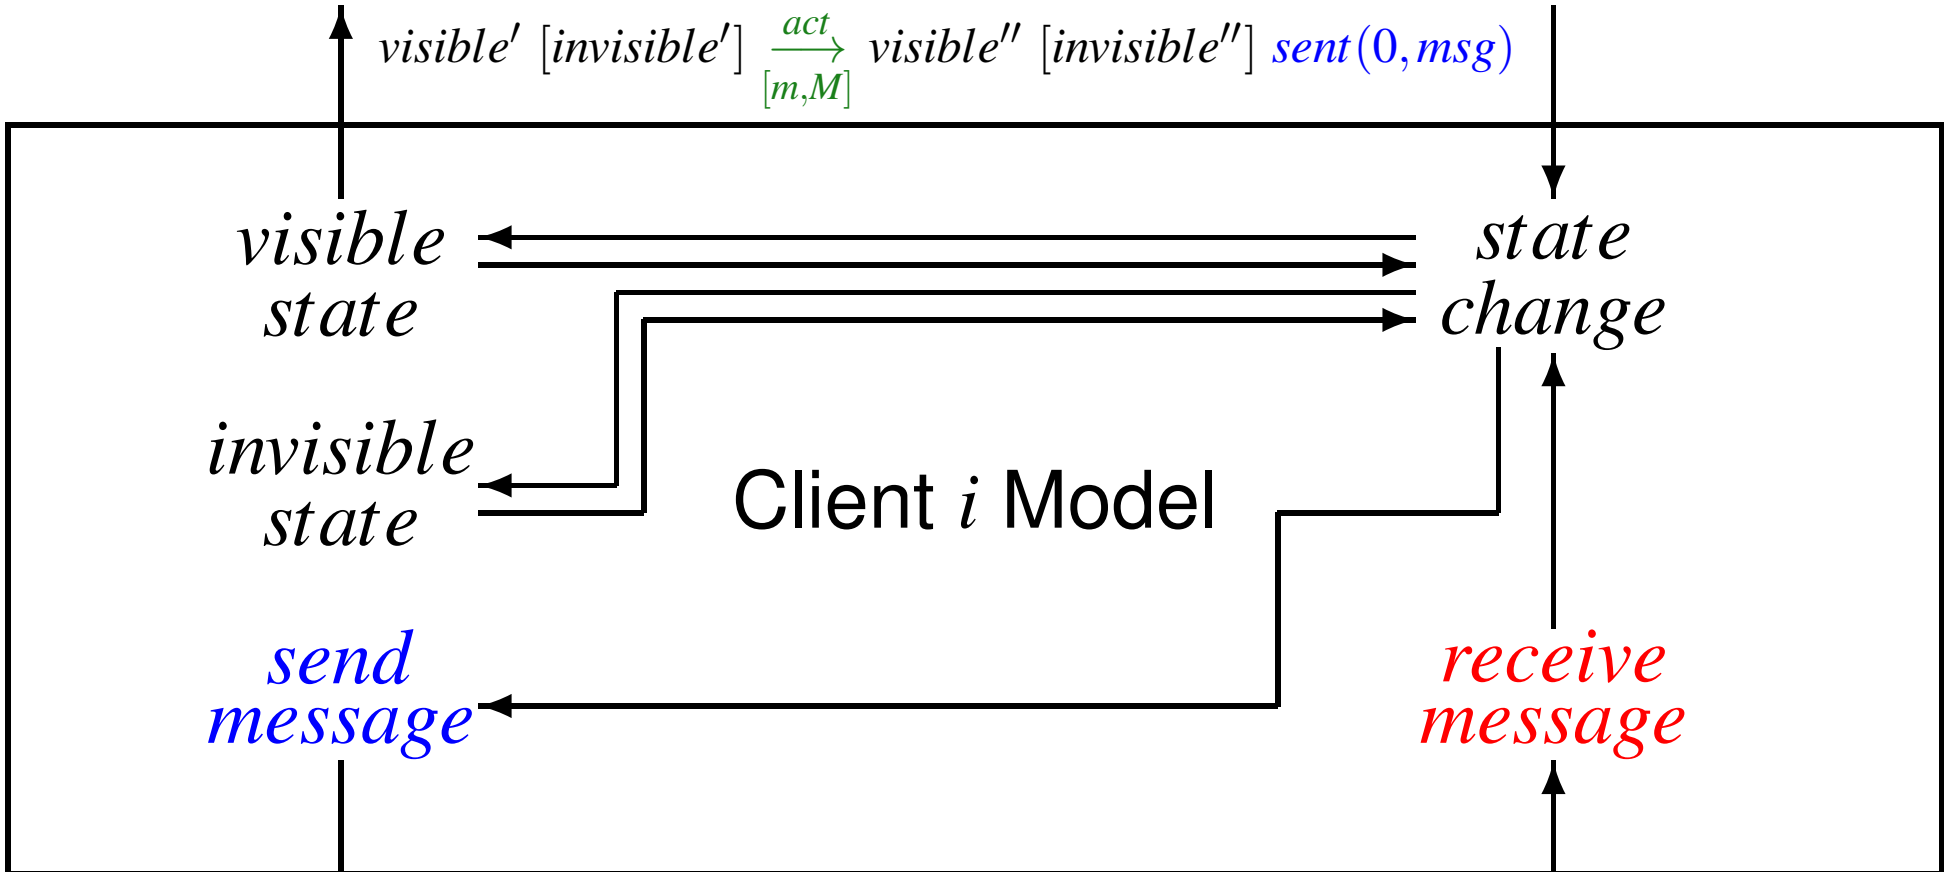 visible′ [invisible′] act→[m,M] visible″ [invisible″] sent(0,msg)
visible
state
state
change
invisible
state
Client i Model
send
message
receive
message